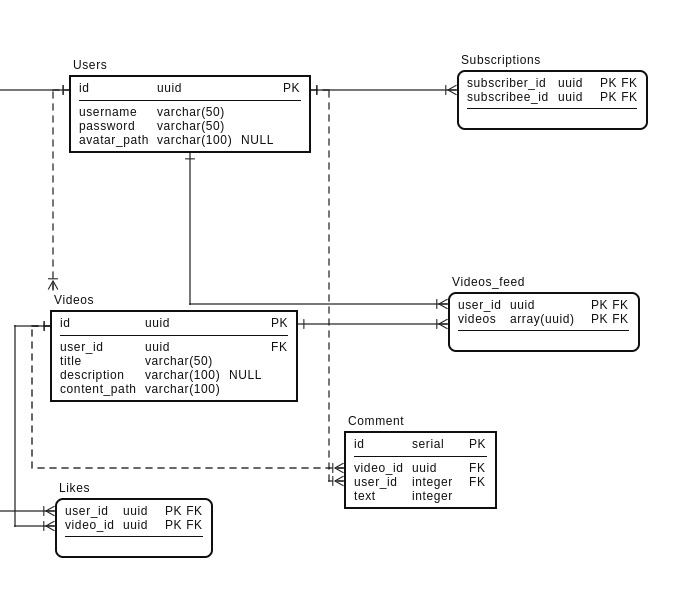 Users
id uuid PK
username varchar(50)
password varchar(50)
avatar_path varchar(100) NULL
Subscriptions
subscriber_id uuid PK FK
subscribee_id uuid PK FK
Videos
id uuid PK
user_id uuid FK
title varchar(50)
description varchar(100) NULL
content_path varchar(100)
Videos_feed
user_id uuid PK FK
videos array(uuid) PK FK
Comment
id serial PK
video_id uuid FK
user_id integer FK
text integer
Likes
user_id uuid PK FK
video_id uuid PK FK